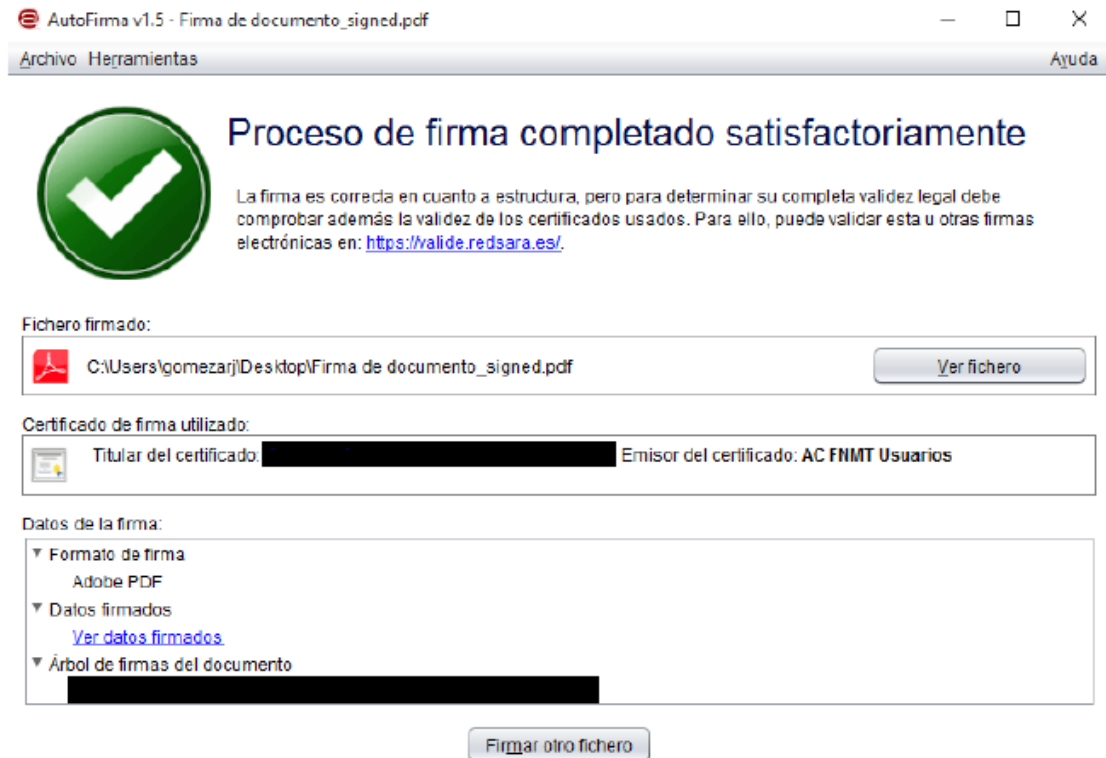 AutoFirma v1.5 - Firma de documento_signed.pdf
Archivo Herramientas Ayuda
Proceso de firma completado satisfactoriamente
La firma es correcta en cuanto a estructura, pero para determinar su completa validez legal debe
comprobar además la validez de los certificados usados. Para ello, puede validar esta u otras firmas
electrónicas en: https://valide.redsara.es/.
Fichero firmado:
C:\Users\gomezarj\Desktop\Firma de documento_signed.pdf Ver fichero
Certificado de firma utilizado:
Titular del certificado: Emisor del certificado: AC FNMT Usuarios
Datos de la firma:
Formato de firma
Adobe PDF
Datos firmados
Ver datos firmados
Árbol de firmas del documento
Firmar otro fichero